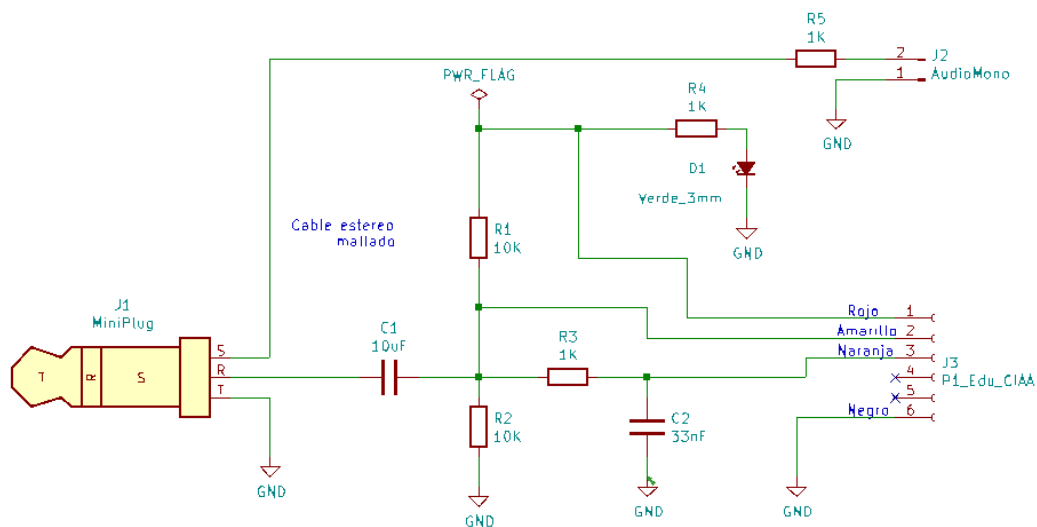 R5
1K
2
J2
1
AudioMono
GND
PWR_FLAG
R4
1K
D1
Verde_3mm
GND
Cable estereo
mallado
R1
10K
J1
MiniPlug
T
R
S
S
R
T
GND
C1
10uF
R3
1K
R2
10K
GND
C2
33nF
GND
Rojo
1
Amarillo
2
Naranja
3
J3
4
P1_Edu_CIAA
5
Negro
6
GND